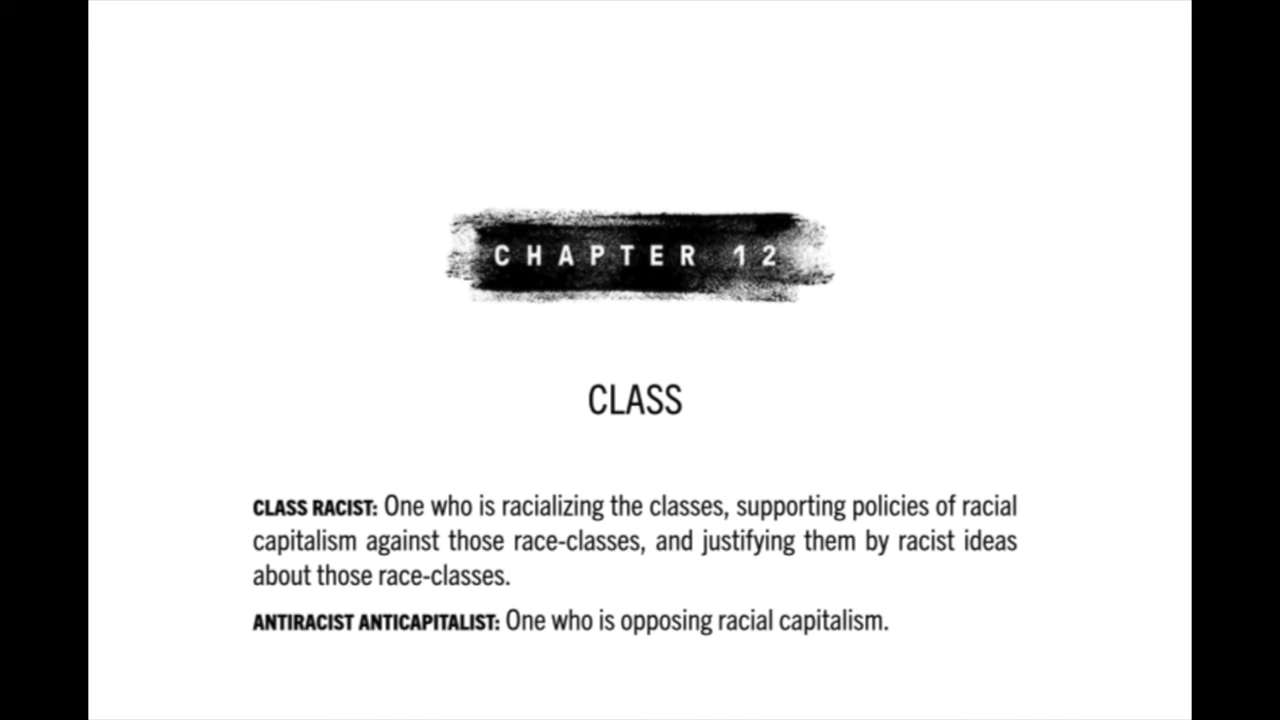 CHAPTER 12
CLASS
CLASS RACIST: One who is racializing the classes, supporting policies of racial
capitalism against those race-classes, and justifying them by racist ideas
about those race-classes.
ANTIRACIST ANTICAPITALIST: One who is opposing racial capitalism.